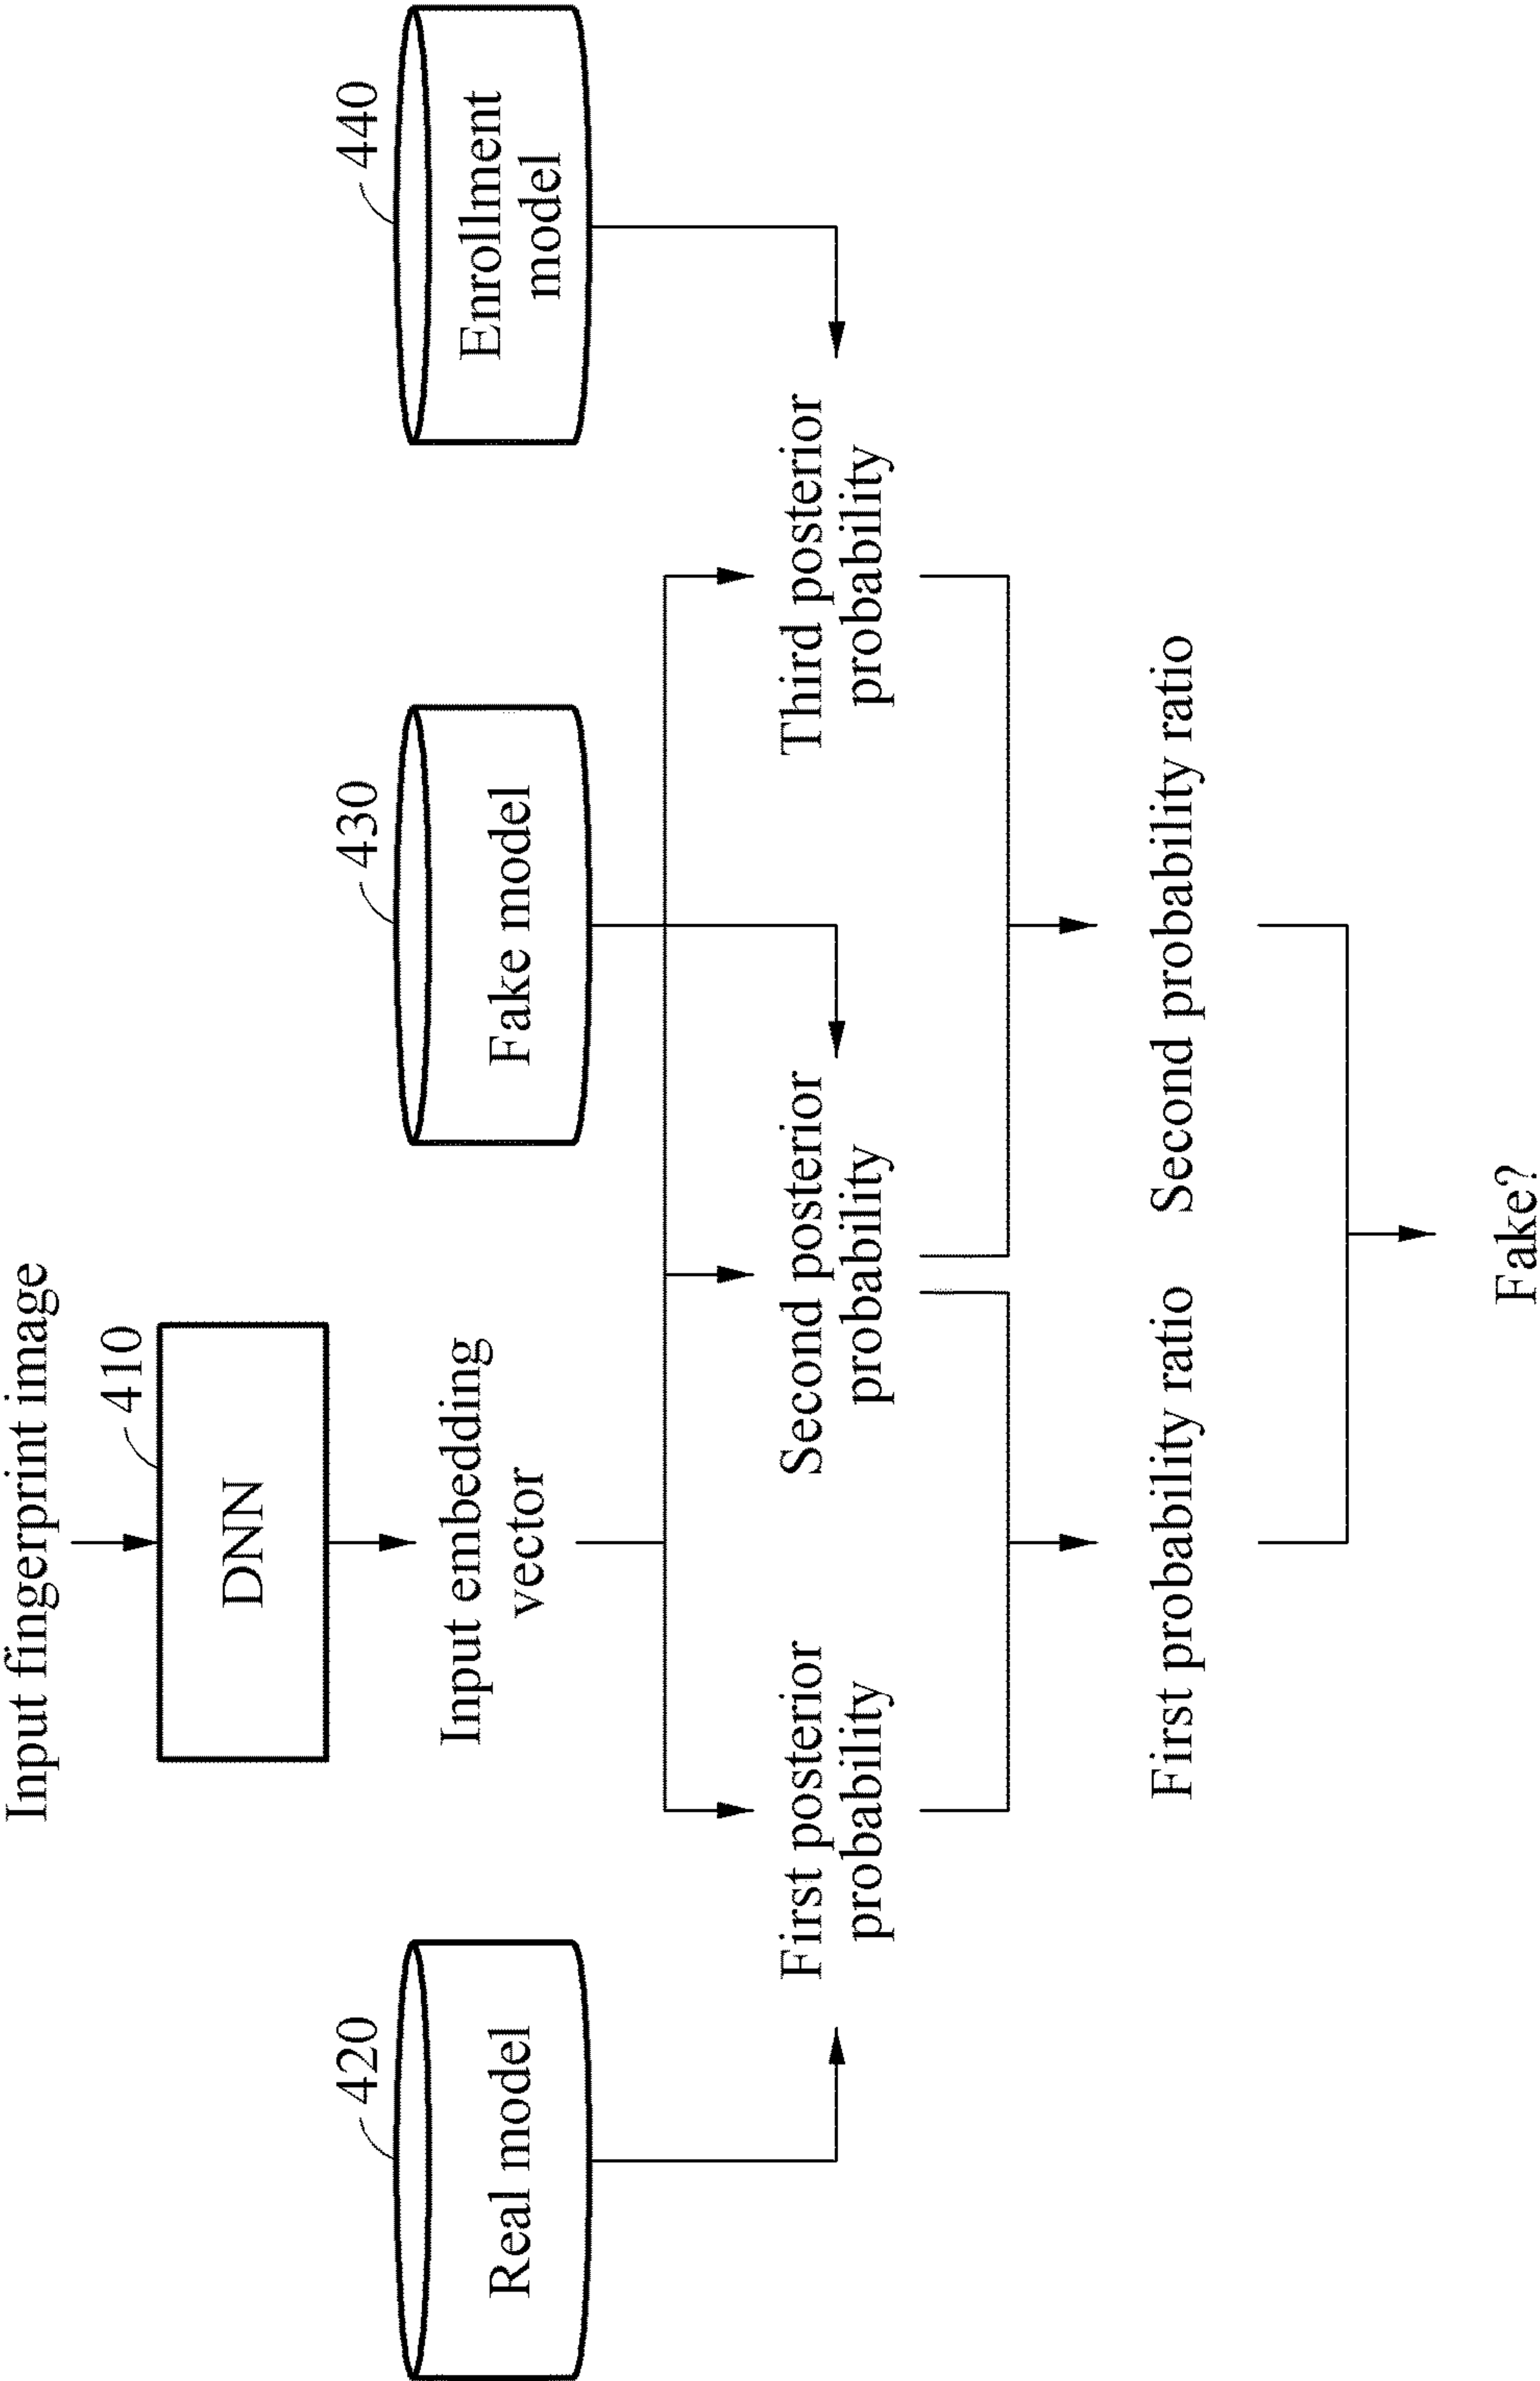 Input fingerprint image
410
DNN
420
430
440
Real model
Input embedding
vector
Fake model
Enrollment
model
First posterior
probability
Second posterior
probability
Third posterior
probability
First probability ratio
Second probability ratio
Fake?